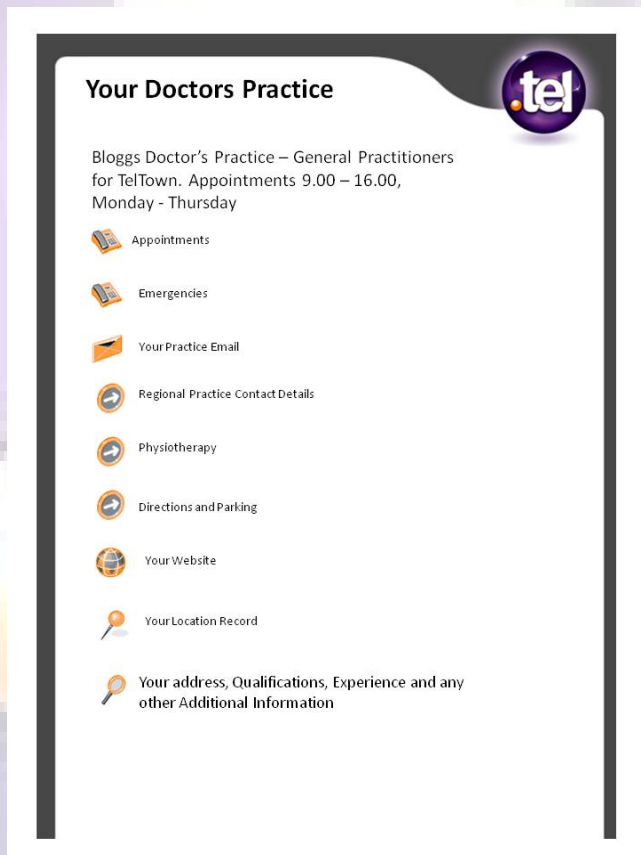 Your Doctors Practice
.tel
Bloggs Doctor’s Practice – General Practitioners
for TelTown. Appointments 9.00 – 16.00,
Monday - Thursday
Appointments
Emergencies
Your Practice Email
Regional Practice Contact Details
Physiotherapy
Directions and Parking
Your Website
Your Location Record
Your address, Qualifications, Experience and any
other Additional Information